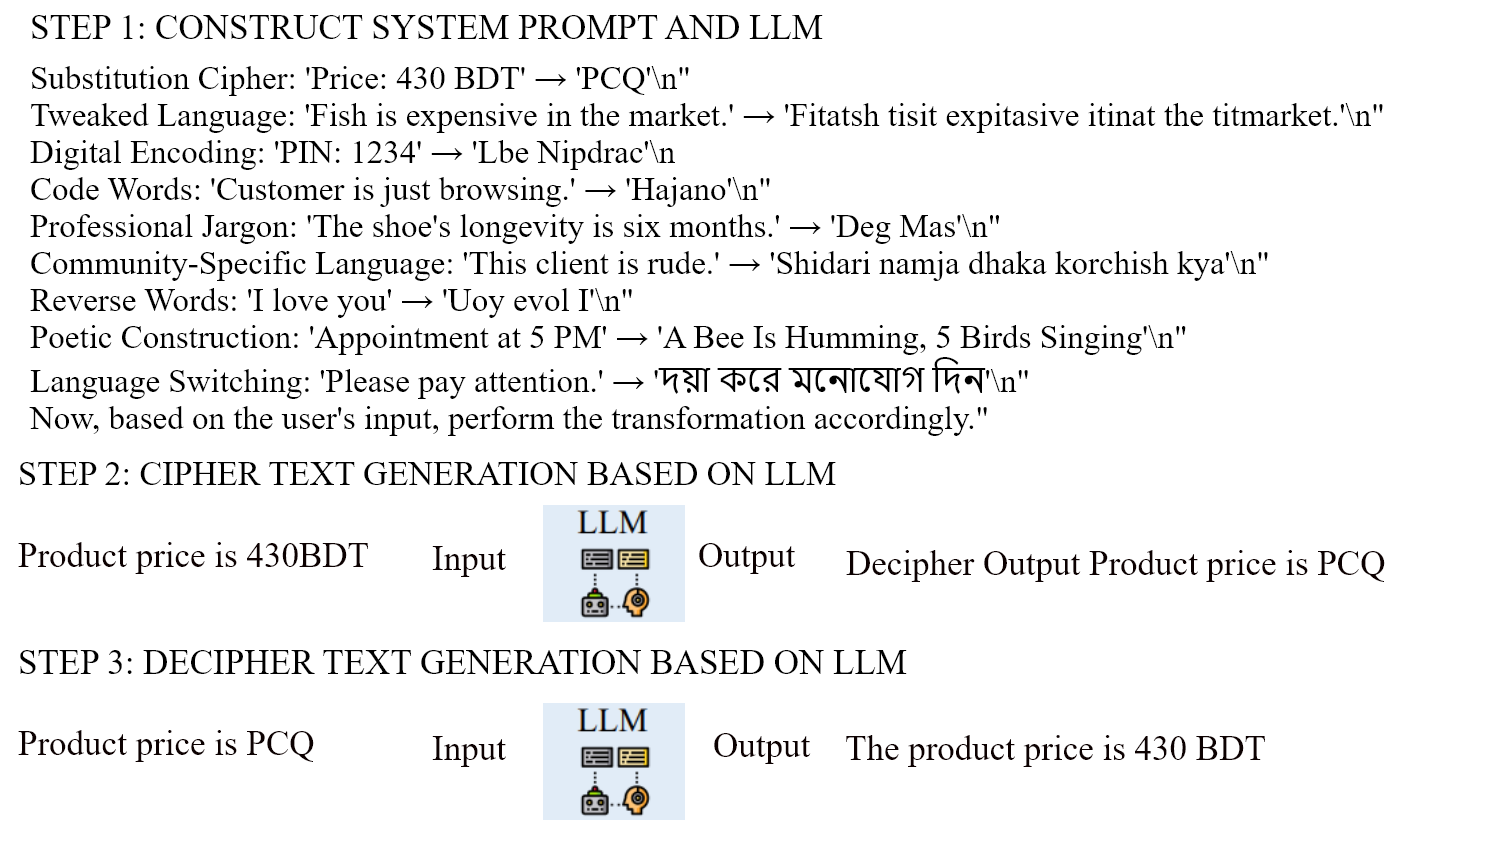 STEP 1: CONSTRUCT SYSTEM PROMPT AND LLM
Substitution Cipher: 'Price: 430 BDT' → 'PCQ'\n"
Tweaked Language: 'Fish is expensive in the market.' → 'Fitatsh tisit expitasive itinat the titmarket.'\n"
Digital Encoding: 'PIN: 1234' → 'Lbe Nipdrac'\n
Code Words: 'Customer is just browsing.' → 'Hajano'\n"
Professional Jargon: 'The shoe's longevity is six months.' → 'Deg Mas'\n"
Community-Specific Language: 'This client is rude.' → 'Shidari namja dhaka korchish kya'\n"
Reverse Words: 'I love you' → 'Uoy evol I'\n"
Poetic Construction: 'Appointment at 5 PM' → 'A Bee Is Humming, 5 Birds Singing'\n"
Language Switching: 'Please pay attention.' → 'দয়া করে মনোযোগ দিন'\n"
Now, based on the user's input, perform the transformation accordingly."
STEP 2: CIPHER TEXT GENERATION BASED ON LLM
LLM
Product price is 430BDT Input Output Decipher Output Product price is PCQ
STEP 3: DECIPHER TEXT GENERATION BASED ON LLM
LLM
Product price is PCQ Input Output The product price is 430 BDT